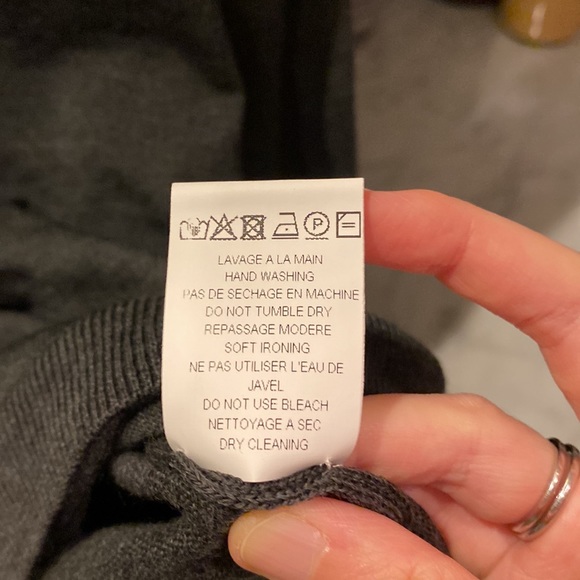 P
LAVAGE A LA MAIN
HAND WASHING
PAS DE SECHAGE EN MACHINE
DO NOT TUMBLE DRY
REPASSAGE MODERE
SOFT IRONING
NE PAS UTILISER L'EAU DE
JAVEL
DO NOT USE BLEACH
NETTOYAGE A SEC
DRY CLEANING